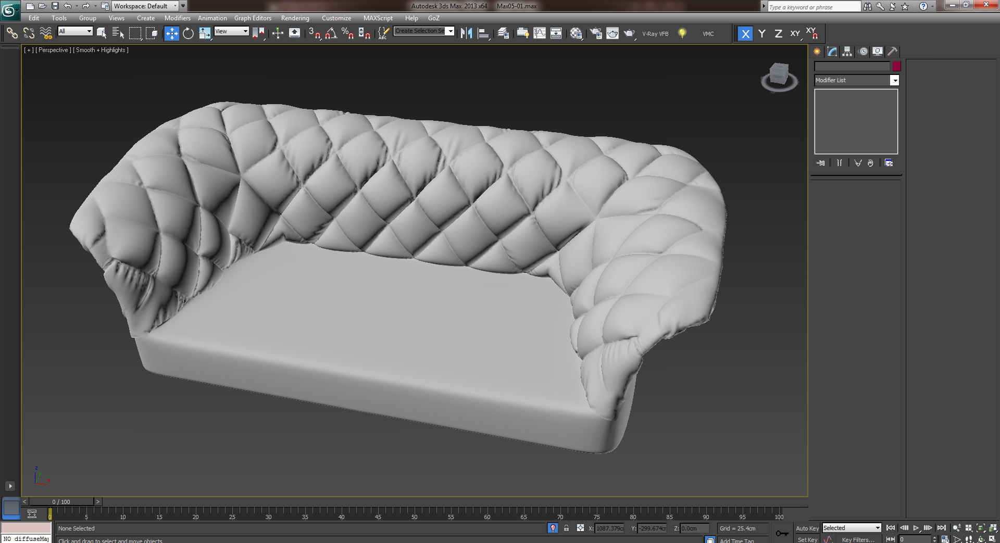 Workspace: Default
Autodesk 3ds Max 2013 x64 Max05-01.max
Type a keyword or phrase
Edit Tools Group Views Create Modifiers Animation Graph Editors Rendering Customize MAXScript Help GoZ
All View 3 % ABC Create Selection Se V-Ray VFB VMC X Y Z XY XY
[ + ] [ Perspective ] [ Smooth + Highlights ]
Modifier List
z
y
x
< 0 / 100 >
0 5 10 15 20 25 30 35 40 45 50 55 60 65 70 75 80 85 90 95 100
None Selected X: 1087.379c Y: -299.674c Z: 0.0cm Grid = 25.4cm Auto Key Selected
NO diffuseMa Click and drag to select and move objects Add Time Tag Set Key Key Filters... 0